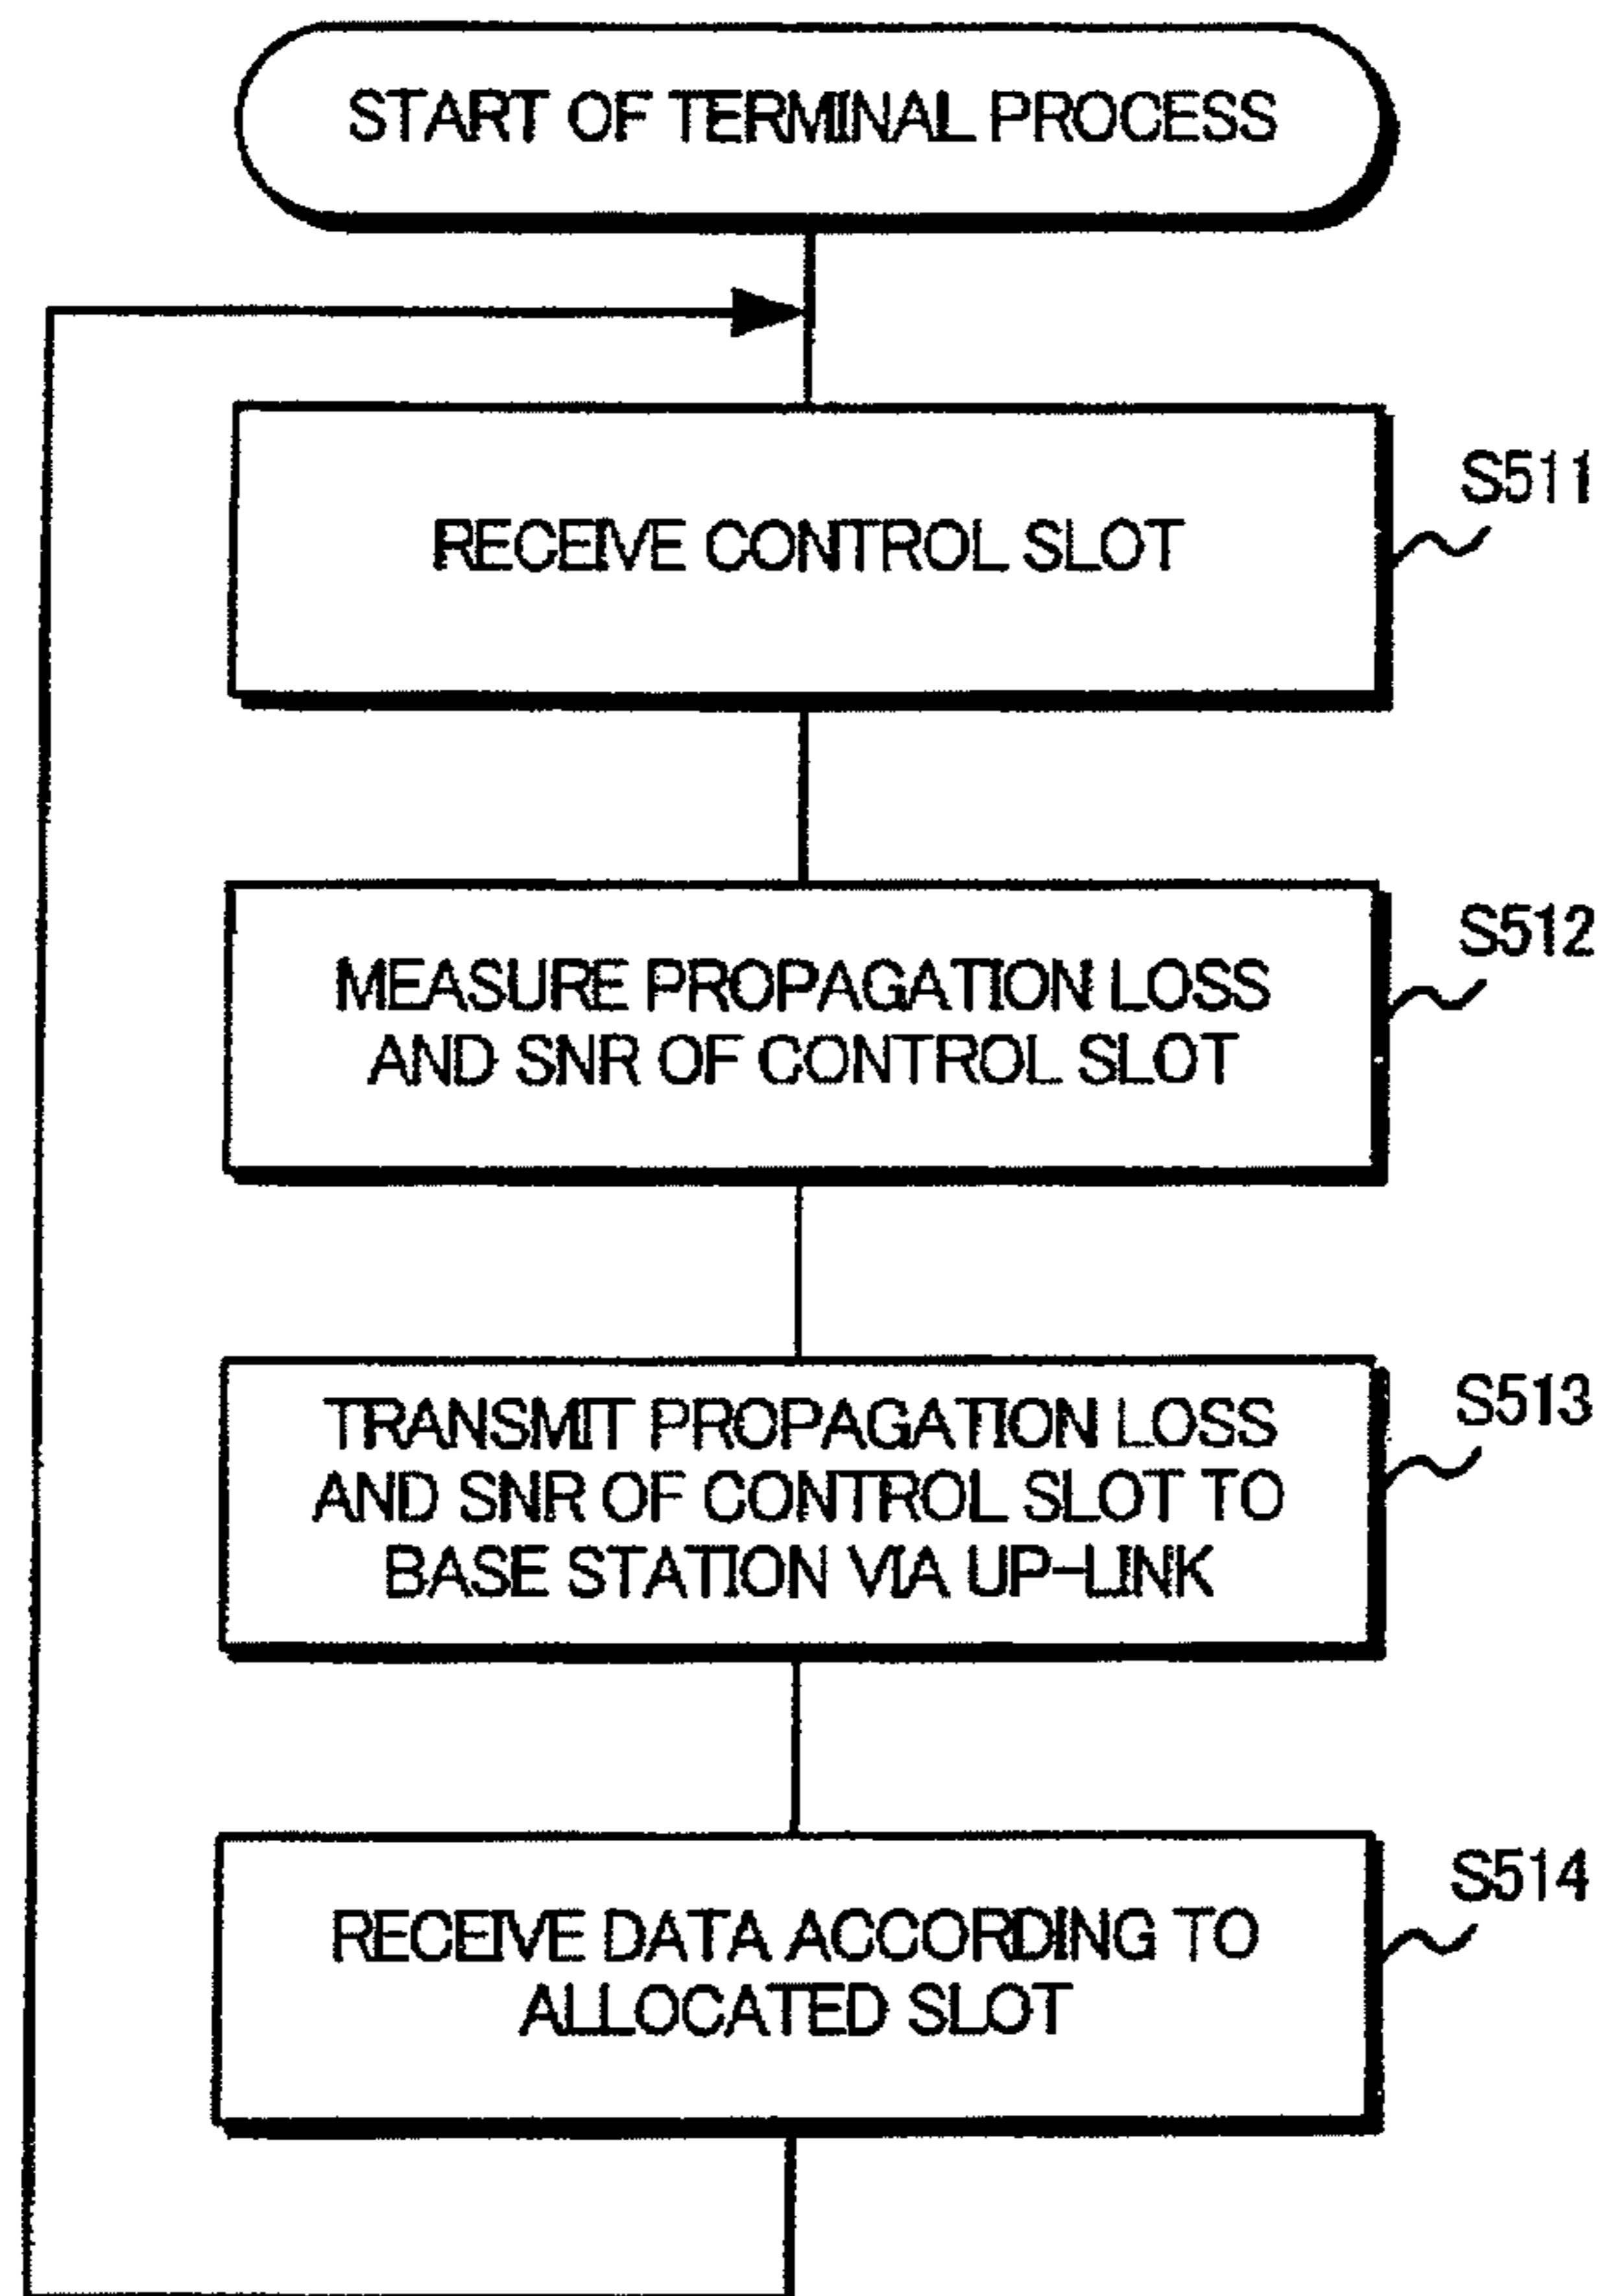 START OF TERMINAL PROCESS
S511
RECEIVE CONTROL SLOT
S512
MEASURE PROPAGATION LOSS
AND SNR OF CONTROL SLOT
S513
TRANSMIT PROPAGATION LOSS
AND SNR OF CONTROL SLOT TO
BASE STATION VIA UP-LINK
S514
RECEIVE DATA ACCORDING TO
ALLOCATED SLOT